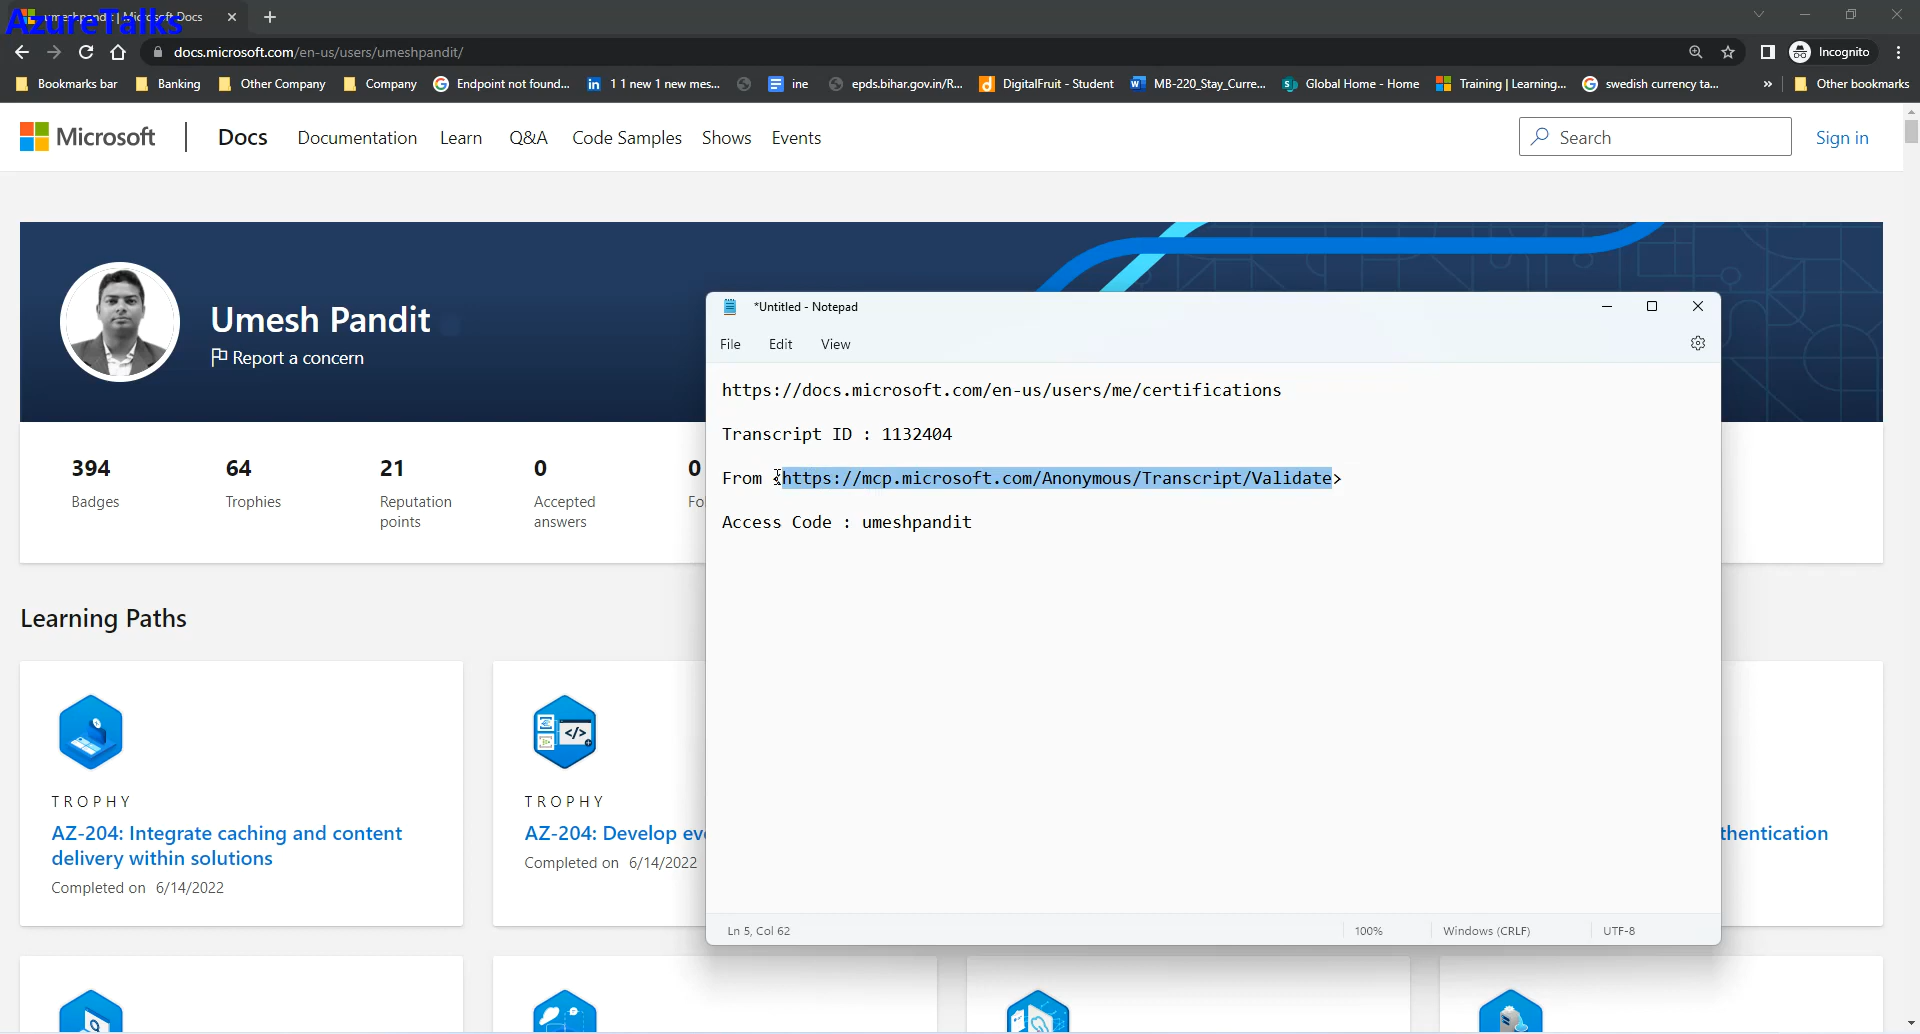 umeshpandit | Microsoft Docs
AzureTalks
docs.microsoft.com/en-us/users/umeshpandit/
Incognito
Bookmarks bar
Banking
Other Company
Company
Endpoint not found...
1 1 new 1 new mes...
ine
epds.bihar.gov.in/R...
DigitalFruit - Student
MB-220_Stay_Curre...
Global Home - Home
Training | Learning...
swedish currency ta...
»
Other bookmarks
Microsoft
Docs
Documentation
Learn
Q&A
Code Samples
Shows
Events
Search
Sign in
Umesh Pandit
Report a concern
394
Badges
64
Trophies
21
Reputation
points
0
Accepted
answers
0
Fo
Learning Paths
TROPHY
AZ-204: Integrate caching and content
delivery within solutions
Completed on 6/14/2022
TROPHY
AZ-204: Develop eve
Completed on 6/14/2022
thentication
*Untitled - Notepad
File
Edit
View
https://docs.microsoft.com/en-us/users/me/certifications
Transcript ID : 1132404
From <https://mcp.microsoft.com/Anonymous/Transcript/Validate>
Access Code : umeshpandit
Ln 5, Col 62
100%
Windows (CRLF)
UTF-8